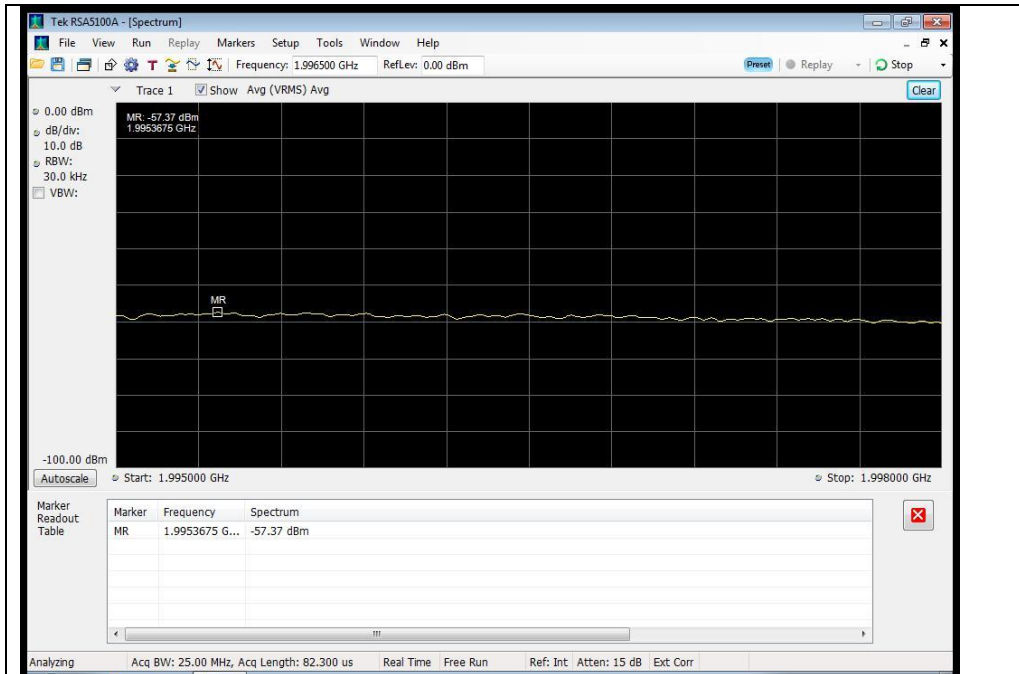 Tek RSA5100A - [Spectrum]
File View Run Replay Markers Setup Tools Window Help
T Frequency: 1.996500 GHz RefLev: 0.00 dBm Preset Replay Stop
Trace 1 Show Avg (VRMS) Avg Clear
0.00 dBm
dB/div:
10.0 dB
RBW:
30.0 kHz
VBW:
MR: -57.37 dBm
1.9953675 GHz
MR
-100.00 dBm
Autoscale Start: 1.995000 GHz Stop: 1.998000 GHz
Marker Readout Table
Marker Frequency Spectrum
MR 1.9953675 G... -57.37 dBm
Analyzing Acq BW: 25.00 MHz, Acq Length: 82.300 us Real Time Free Run Ref: Int Atten: 15 dB Ext Corr